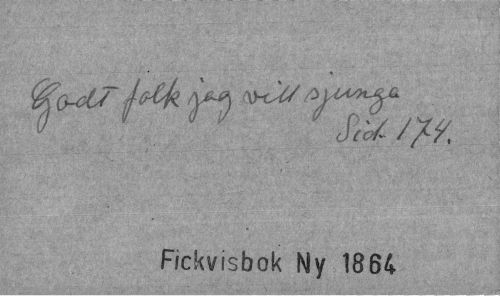 Godt folk jag vill sjunga
Sid. 174.
Fickvisbok Ny 1864